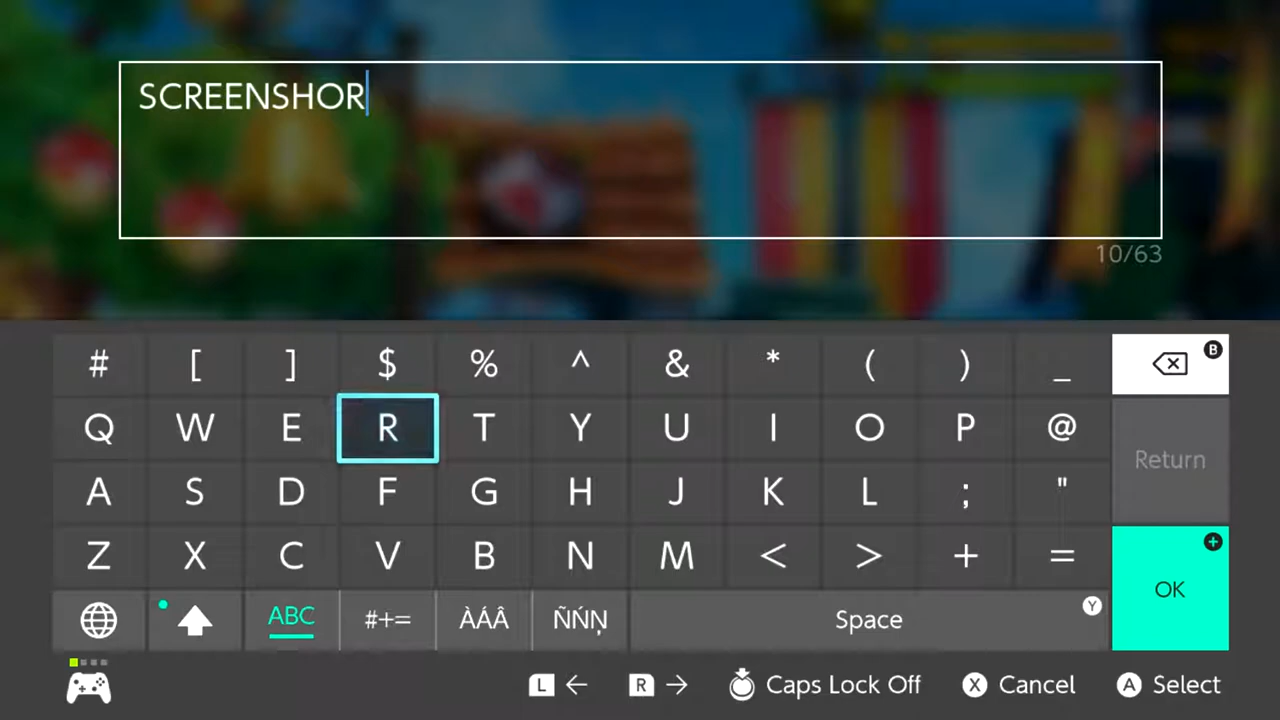 SCREENSHOR
10/63
# [ ] $ % ^ & * ( ) _ B
Q W E R T Y U I O P @ Return
A S D F G H J K L ; "
Z X C V B N M < > + = OK
ABC #+= ÀÁÂ ÑŃŅ Space Y
L ← R → Caps Lock Off X Cancel A Select